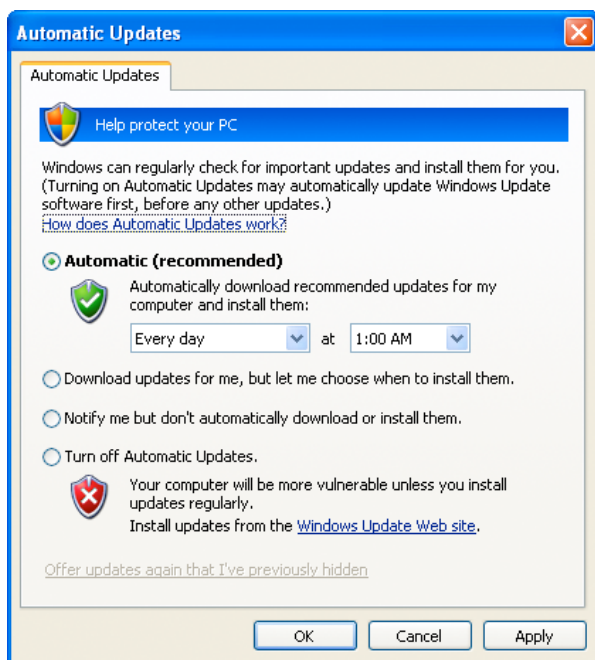 Automatic Updates
Automatic Updates
Help protect your PC
Windows can regularly check for important updates and install them for you.
(Turning on Automatic Updates may automatically update Windows Update
software first, before any other updates.)
How does Automatic Updates work?
Automatic (recommended)
Automatically download recommended updates for my
computer and install them:
Every day at 1:00 AM
Download updates for me, but let me choose when to install them.
Notify me but don't automatically download or install them.
Turn off Automatic Updates.
Your computer will be more vulnerable unless you install
updates regularly.
Install updates from the Windows Update Web site.
Offer updates again that I've previously hidden
OK Cancel Apply